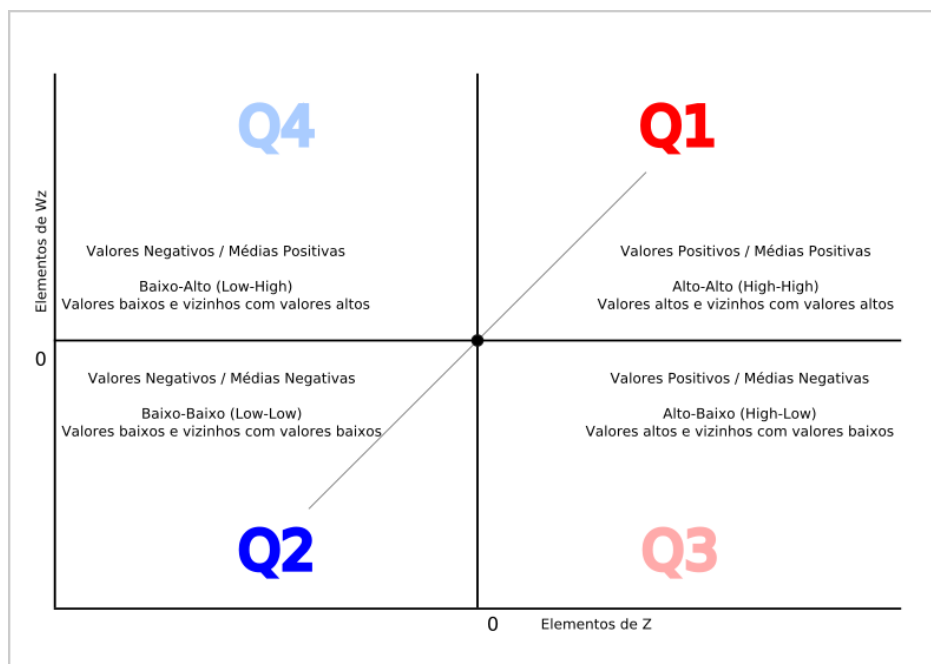 Q4
Q1
Elementos de Wz
Valores Negativos / Médias Positivas
Baixo-Alto (Low-High)
Valores baixos e vizinhos com valores altos
Valores Positivos / Médias Positivas
Alto-Alto (High-High)
Valores altos e vizinhos com valores altos
0
Valores Negativos / Médias Negativas
Baixo-Baixo (Low-Low)
Valores baixos e vizinhos com valores baixos
Valores Positivos / Médias Negativas
Alto-Baixo (High-Low)
Valores altos e vizinhos com valores baixos
Q2
Q3
0
Elementos de Z